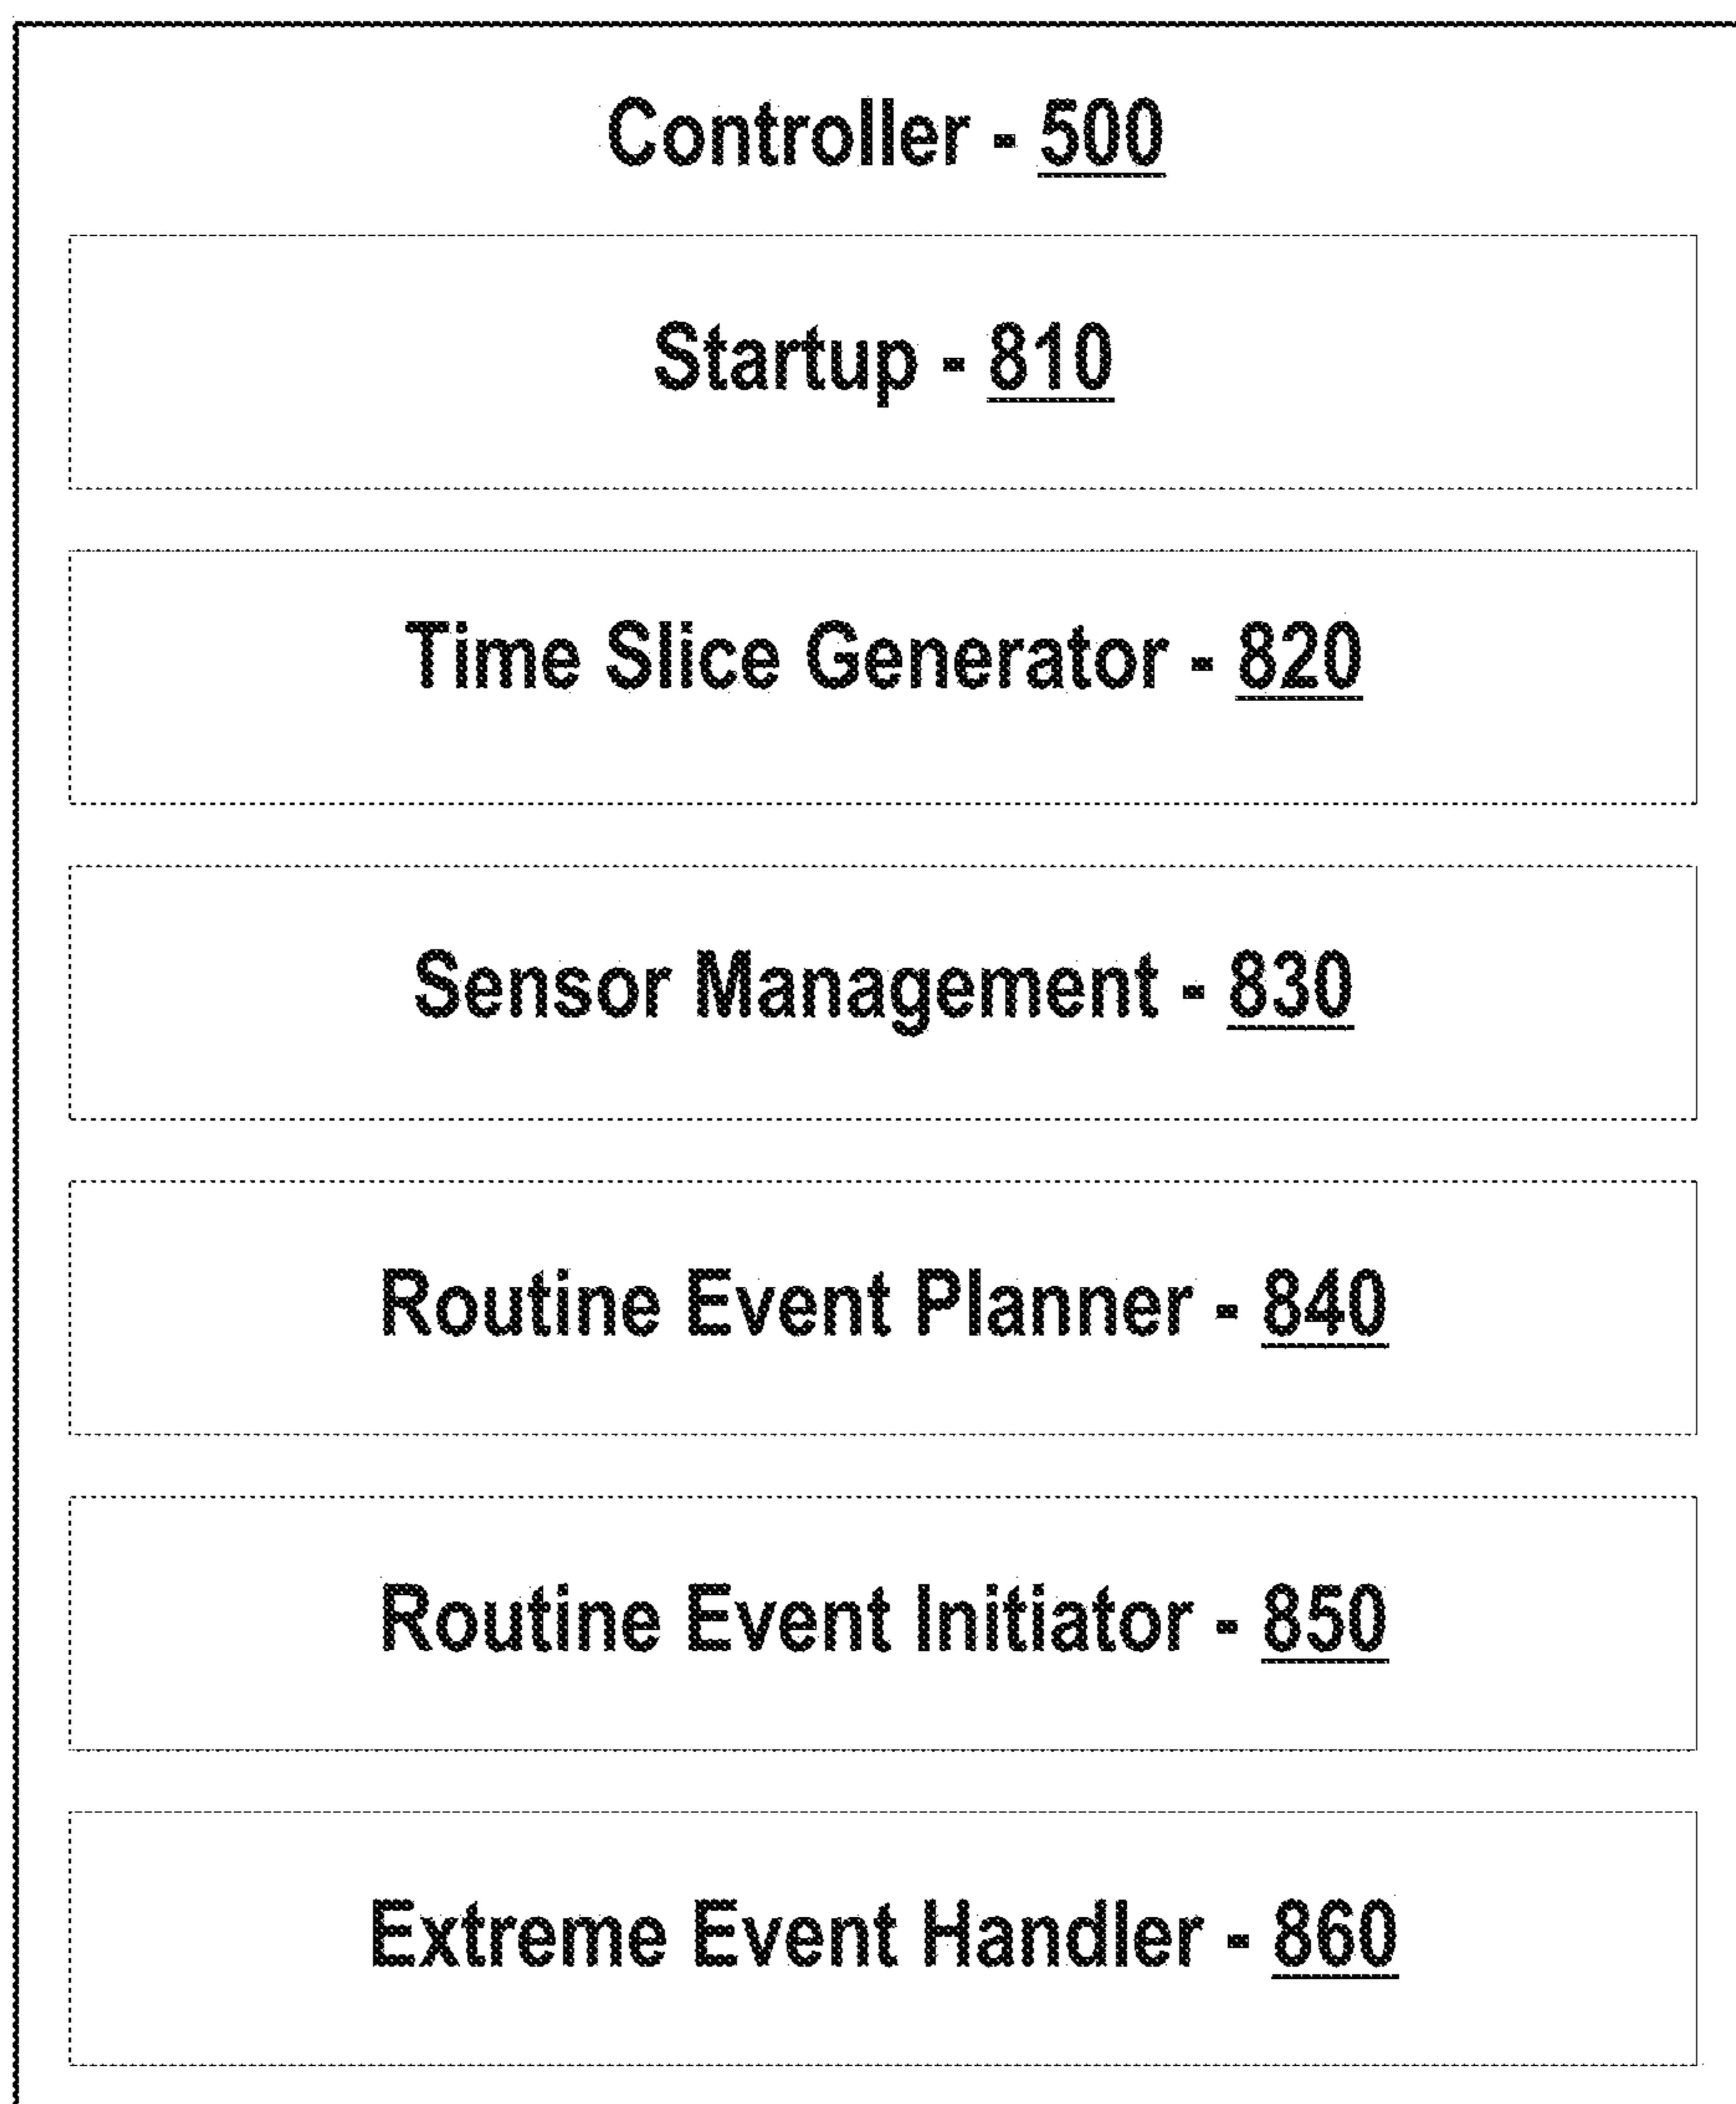 Controller - 500
Startup - 810
Time Slice Generator - 820
Sensor Management - 830
Routine Event Planner - 840
Routine Event Initiator - 850
Extreme Event Handler - 860